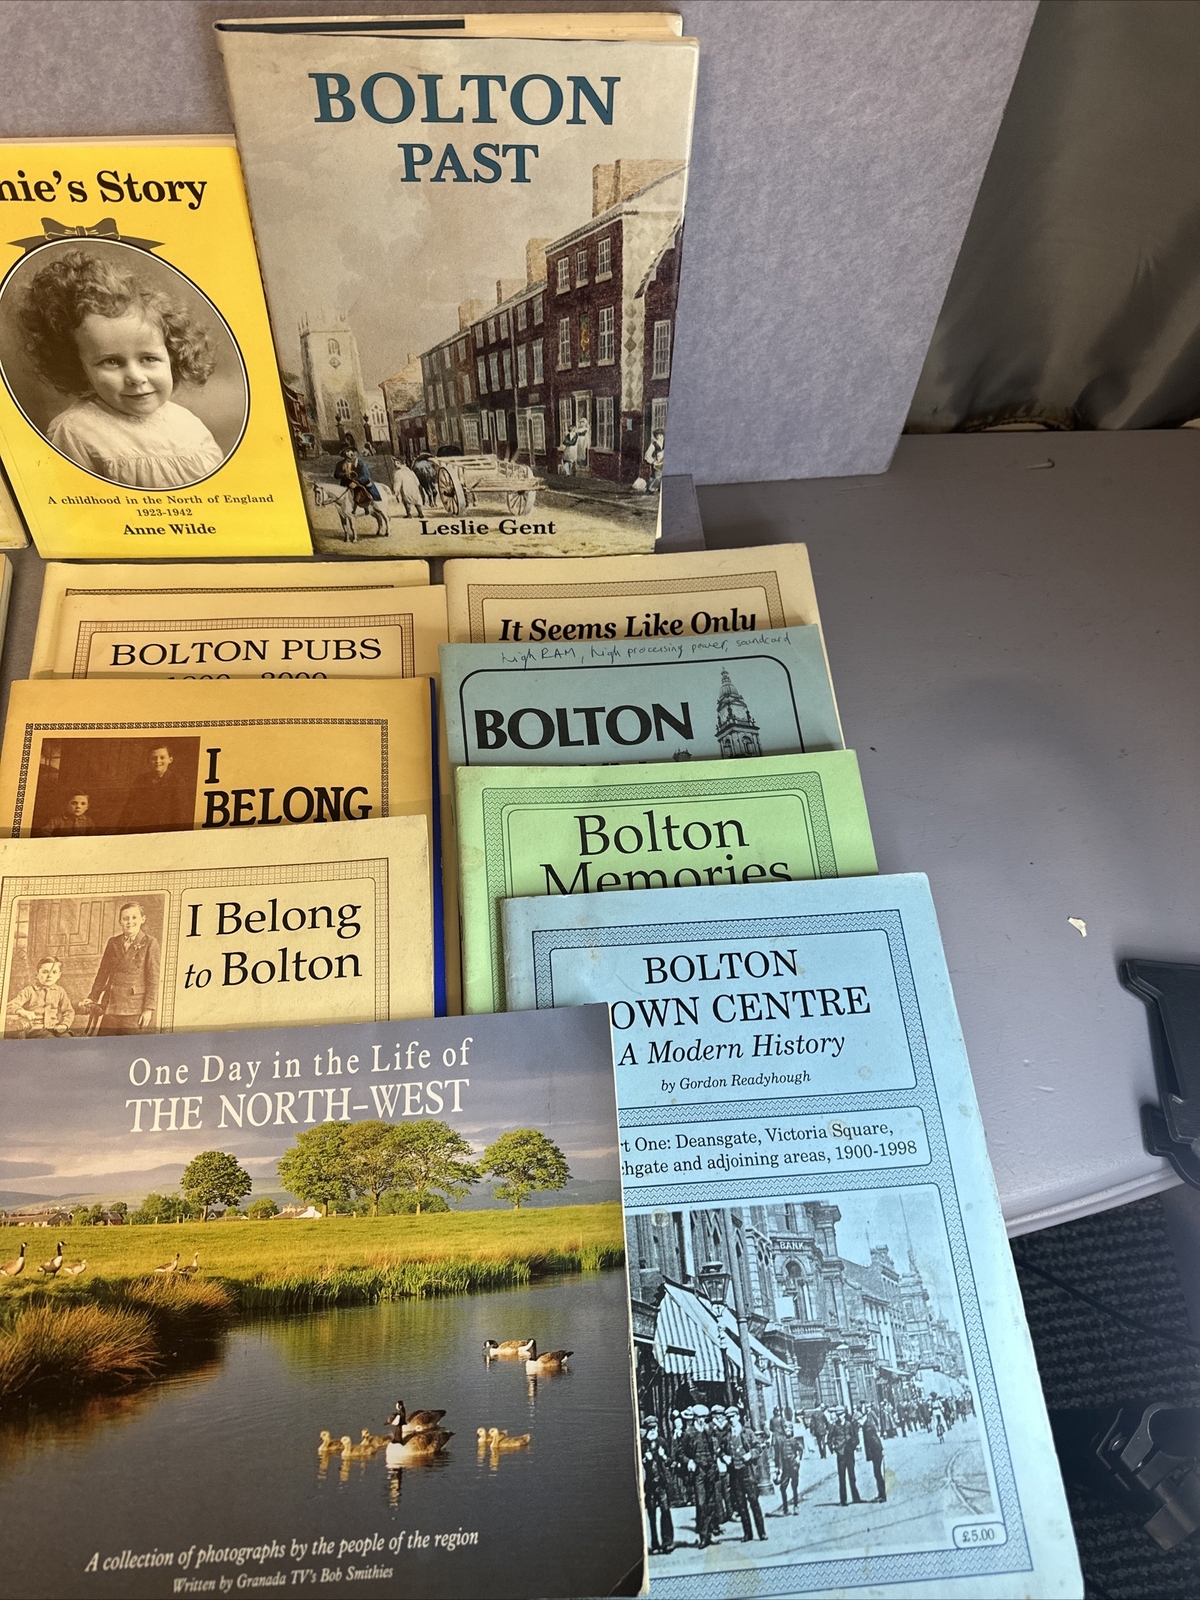 BOLTON
PAST
Leslie Gent
nie's Story
A childhood in the North of England
1923-1942
Anne Wilde
BOLTON PUBS
1800 - 2000
It Seems Like Only
high RAM, high processing power, soundcard
BOLTON
I
BELONG
Bolton
Memories
I Belong
to Bolton
BOLTON
OWN CENTRE
A Modern History
by Gordon Readyhough
t One: Deansgate, Victoria Square,
hgate and adjoining areas, 1900-1998
BANK
£5.00
One Day in the Life of
THE NORTH-WEST
A collection of photographs by the people of the region
Written by Granada TV's Bob Smithies